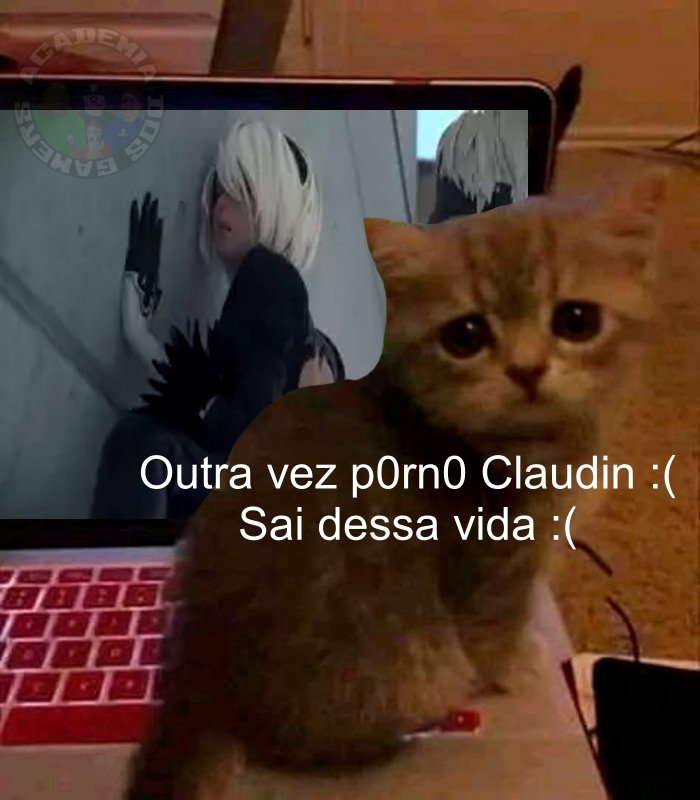 ACADEMIA DOS GAMERS
Outra vez p0rn0 Claudin :(
Sai dessa vida :(